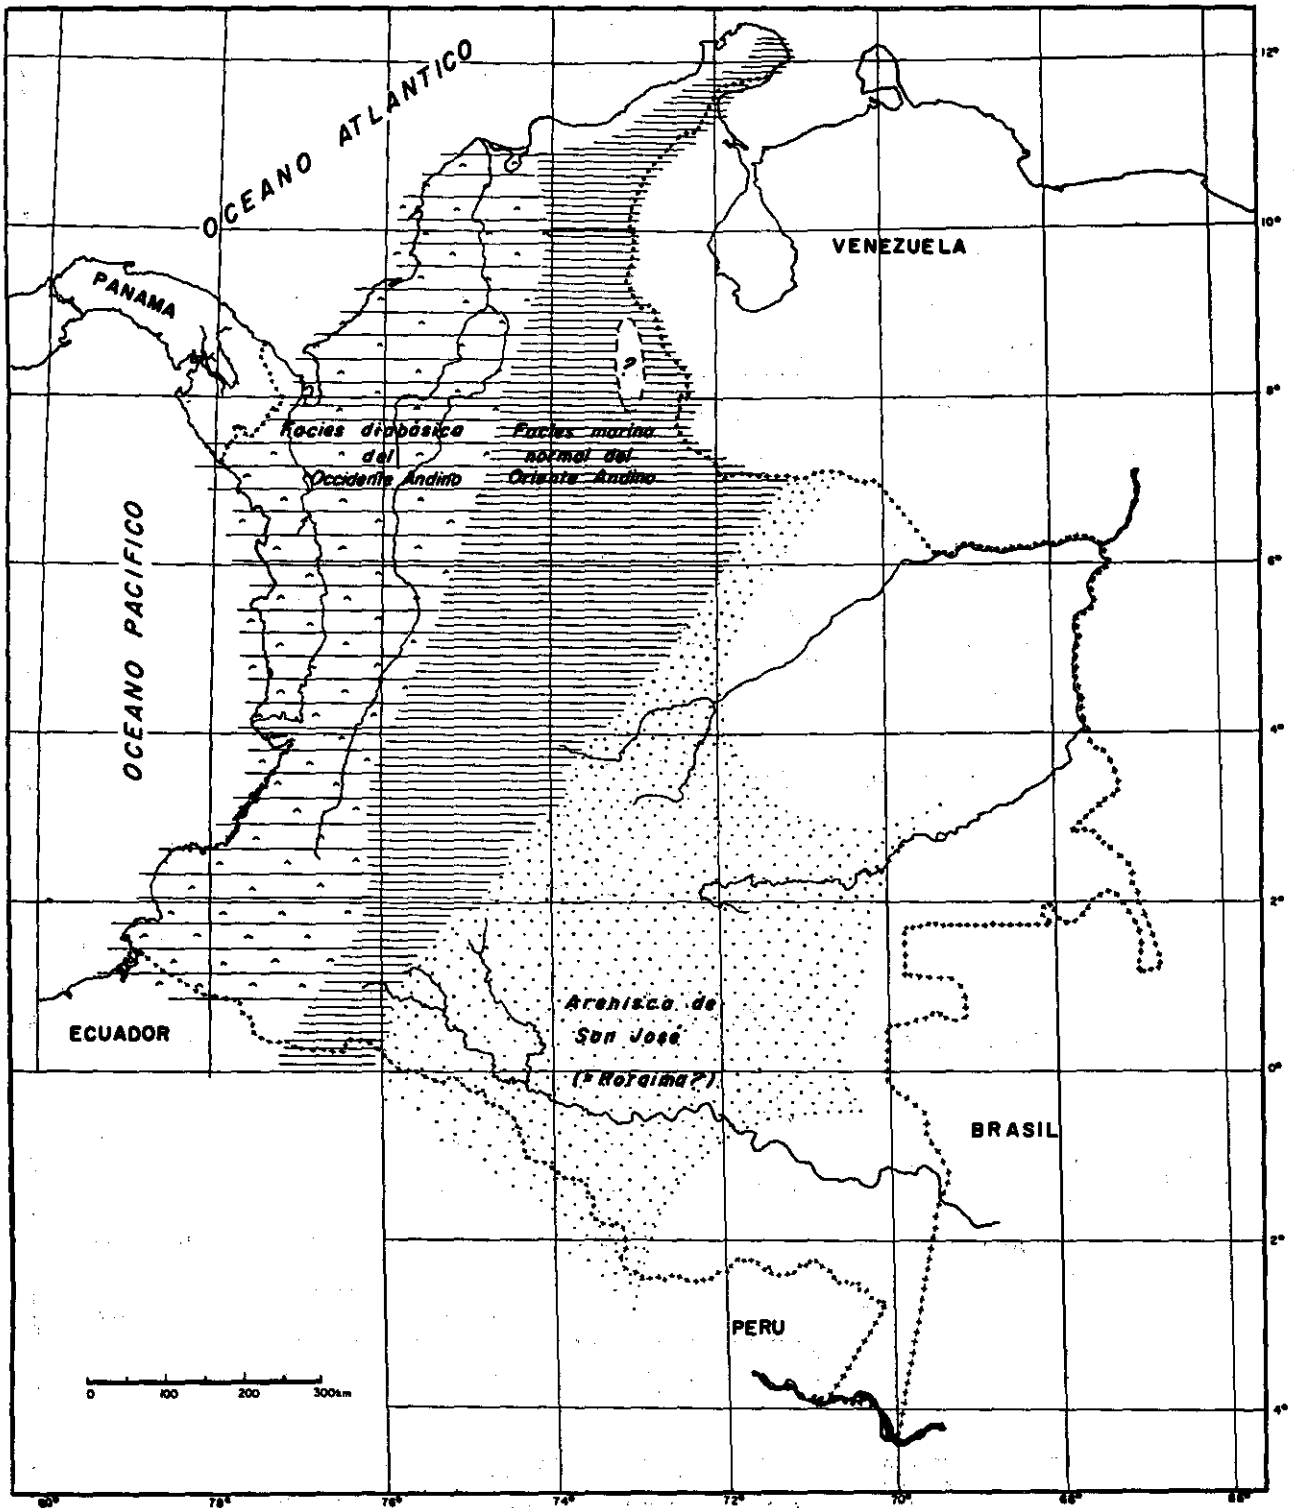 OCEANO ATLANTICO
12°
10°
VENEZUELA
PANAMA
?
8°
Facies diabásica
del
Occidente Andino
Facies marina
normal del
Oriente Andino
OCEANO PACIFICO
6°
4°
2°
Arenisca de
San José
(=Roraima?)
ECUADOR
0°
BRASIL
2°
PERU
0 100 200 300km
4°
80° 78° 76° 74° 72° 70° 68° 66°